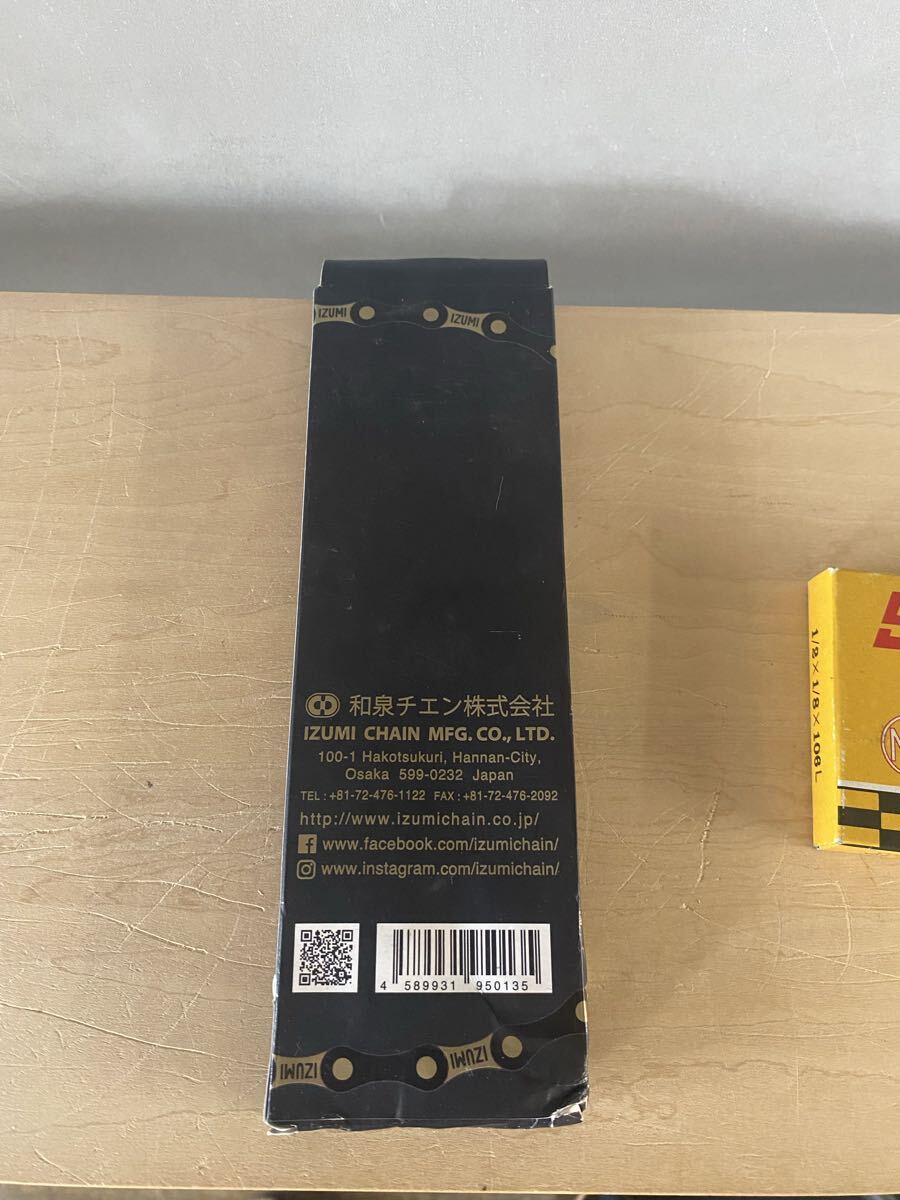 IZUMI
IZUMI
和泉チエン株式会社
IZUMI CHAIN MFG. CO., LTD.
100-1 Hakotsukuri, Hannan-City,
Osaka 599-0232 Japan
TEL : +81-72-476-1122 FAX : +81-72-476-2092
http://www.izumichain.co.jp/
www.facebook.com/izumichain/
www.instagram.com/izumichain/
4 589931 950135
IZUMI
IZUMI
1/2 × 1/8 × 106 L